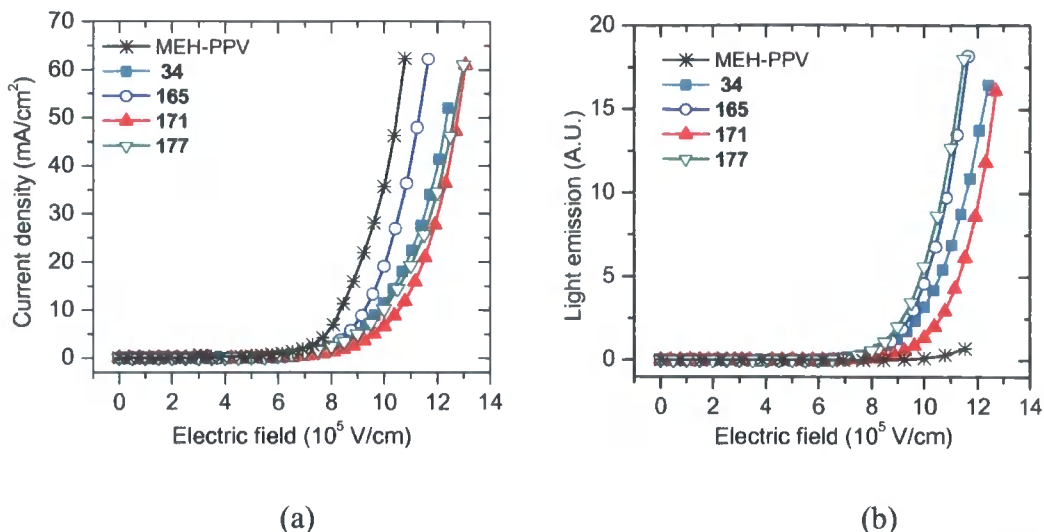 70
60
50
40
30
20
10
0
Current density (mA/cm²)
MEH-PPV
34
165
171
177
0 2 4 6 8 10 12 14
Electric field (10⁵ V/cm)
(a)
20
15
10
5
0
Light emission (A.U.)
MEH-PPV
34
165
171
177
0 2 4 6 8 10 12 14
Electric field (10⁵ V/cm)
(b)